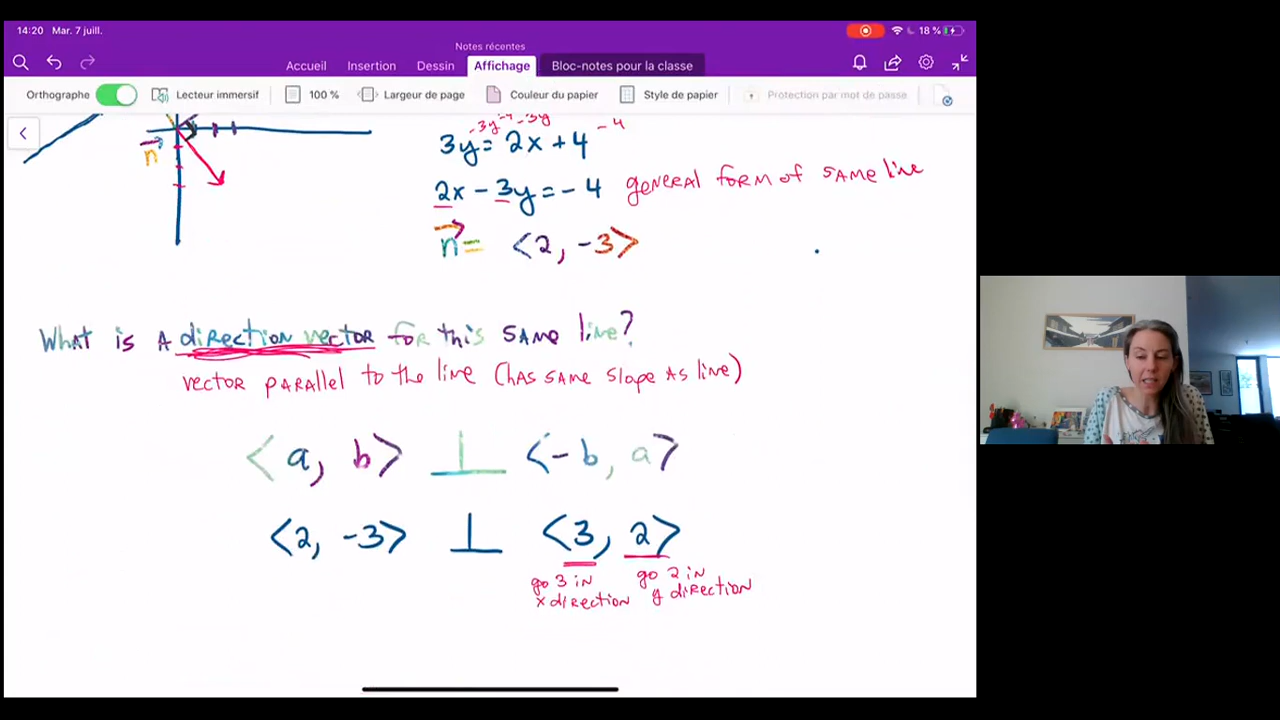 14:20 Mar. 7 juill.
18 %
Notes récentes
Accueil Insertion Dessin Affichage Bloc-notes pour la classe
Orthographe Lecteur immersif 100 % Largeur de page Couleur du papier Style de papier Protection par mot de passe
-3y -4 -3y -4
3y = 2x + 4
2x - 3y = -4 general form of same line
n = <2, -3>
n
What is a direction vector for this same line?
vector parallel to the line (has same slope as line)
<a, b> ⊥ <-b, a>
<2, -3> ⊥ <3, 2>
go 3 in x direction
go 2 in y direction